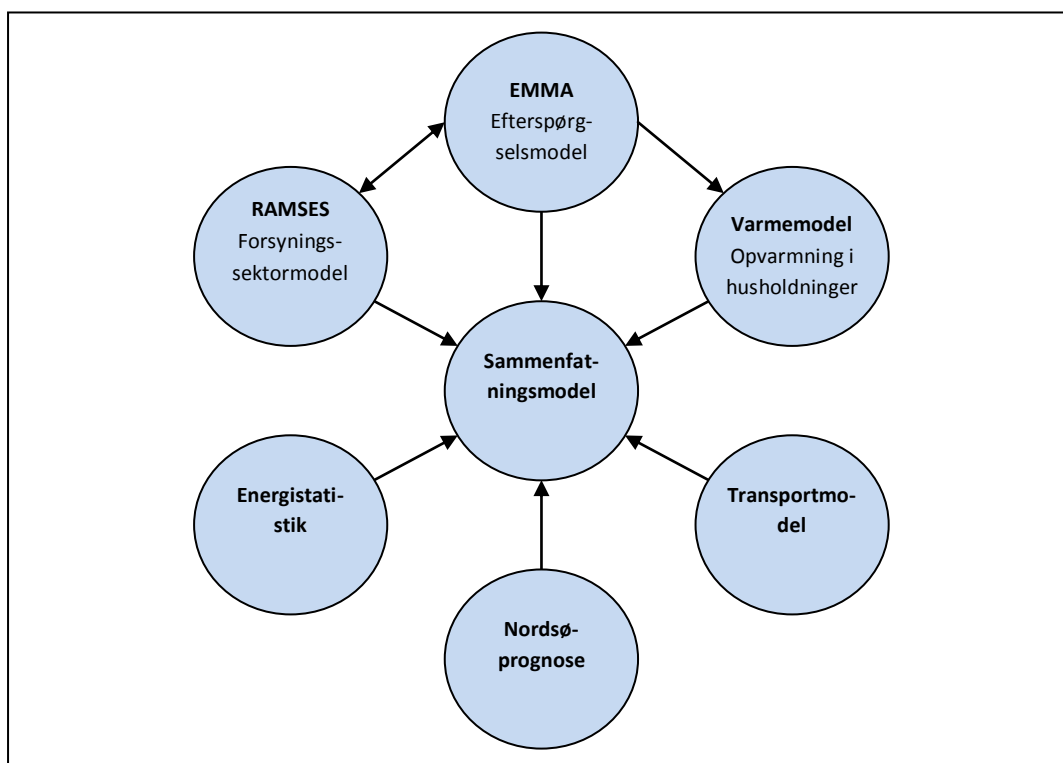 EMMA
Efterspørg-
selsmodel
RAMSES
Forsynings-
sektormodel
Varmemodel
Opvarmning i
husholdninger
Sammenfat-
ningsmodel
Energistati-
stik
Transportmo-
del
Nordsø-
prognose